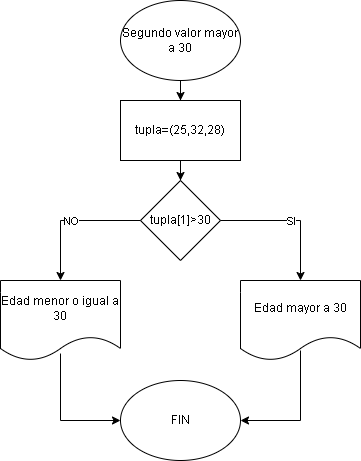 Segundo valor mayor
a 30
tupla=(25,32,28)
tupla[1]>30
NO
SI
Edad menor o igual a
30
Edad mayor a 30
FIN